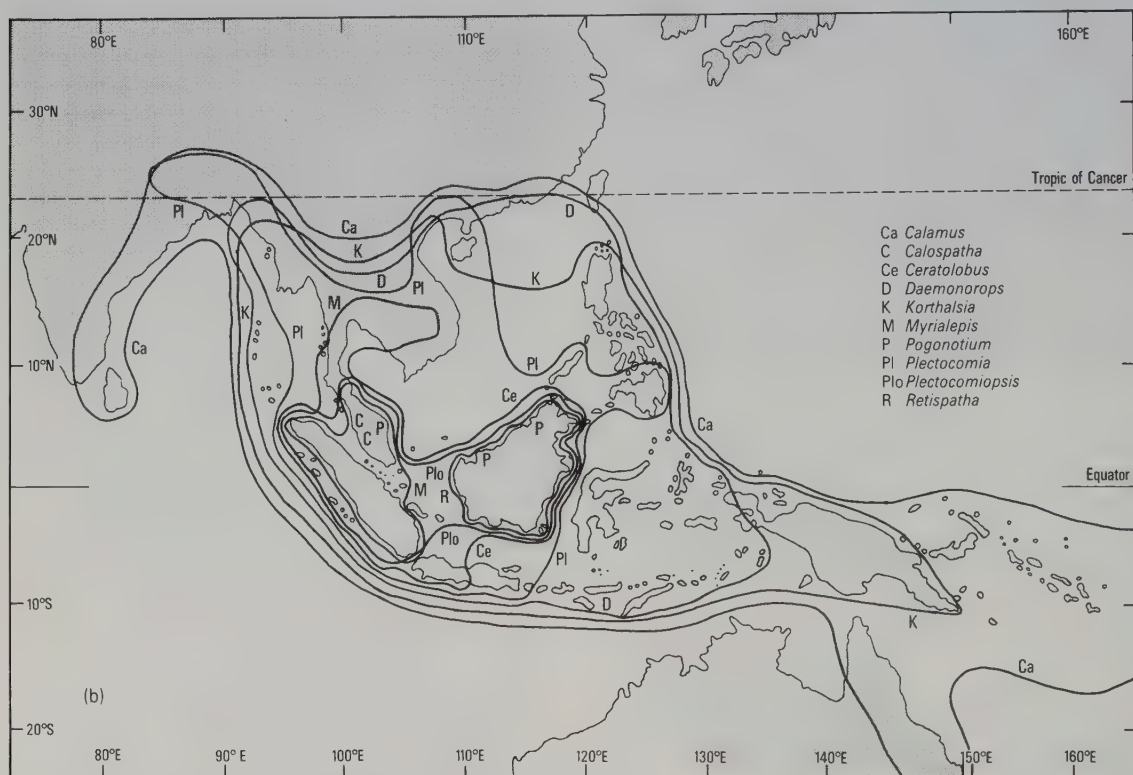 80°E 110°E 160°E
30°N
Tropic of Cancer
Pl
D
Ca
20°N
K
Ca Calamus
C Calospatha
Ce Ceratolobus
D Daemonorops
K Korthalsia
M Myrialepis
P Pogonotium
Pl Plectocomia
Plo Plectocomiopsis
R Retispatha
D
Pl
K
M
K
Pl
Ca
10°N
Pl
Ce
C
P
P
Ca
C
Plo
P
Equator
M
R
Plo
Ce
Pl
10°S
D
K
Ca
(b)
20°S
80°E 90°E 100°E 110°E 120°E 130°E 140°E 150°E 160°E